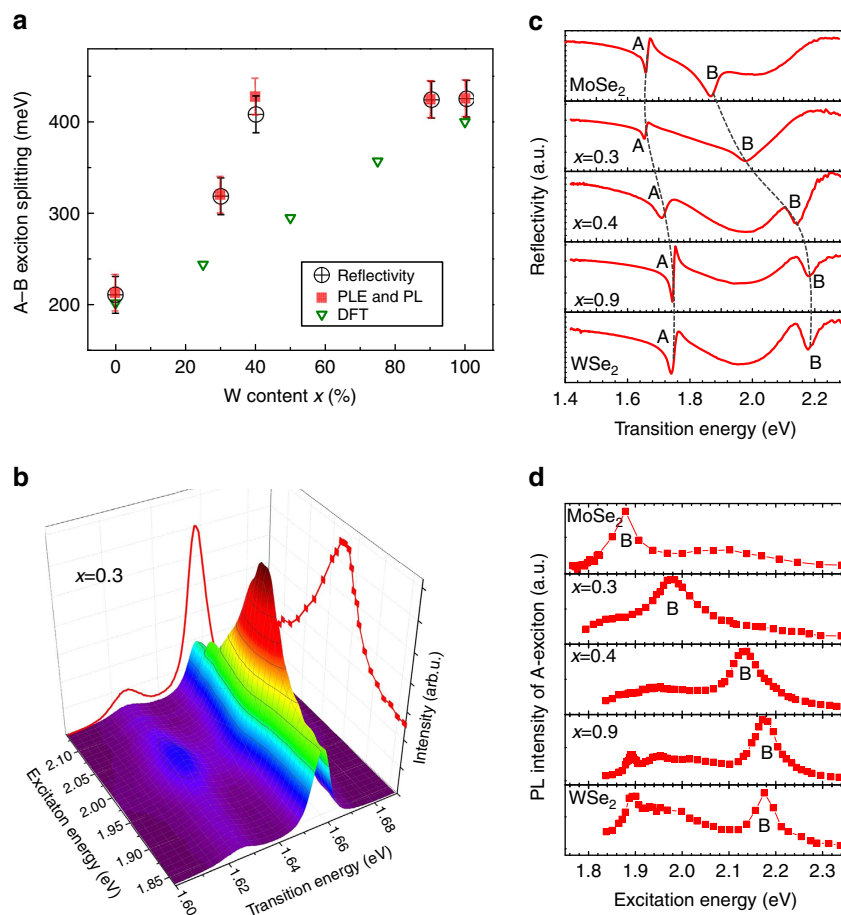 a
A–B exciton splitting (meV)
400
300
200
0
20
40
60
80
100
W content x (%)
Reflectivity
PLE and PL
DFT
b
x=0.3
Intensity (arb.u.)
Excitaton energy (eV)
2.10
2.05
2.00
1.95
1.90
1.85
Transition energy (eV)
1.60
1.62
1.64
1.66
1.68
c
Reflectivity (a.u.)
A
B
MoSe2
A
B
x=0.3
A
B
x=0.4
A
B
x=0.9
A
B
WSe2
1.4
1.6
1.8
2.0
2.2
Transition energy (eV)
d
PL intensity of A-exciton (a.u.)
MoSe2
B
x=0.3
B
x=0.4
B
x=0.9
B
WSe2
B
1.8
1.9
2.0
2.1
2.2
2.3
Excitation energy (eV)